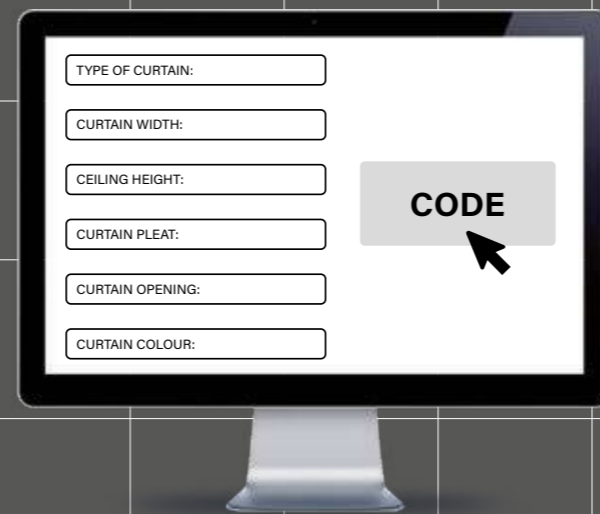 TYPE OF CURTAIN:
CURTAIN WIDTH:
CEILING HEIGHT:
CURTAIN PLEAT:
CURTAIN OPENING:
CURTAIN COLOUR:
CODE